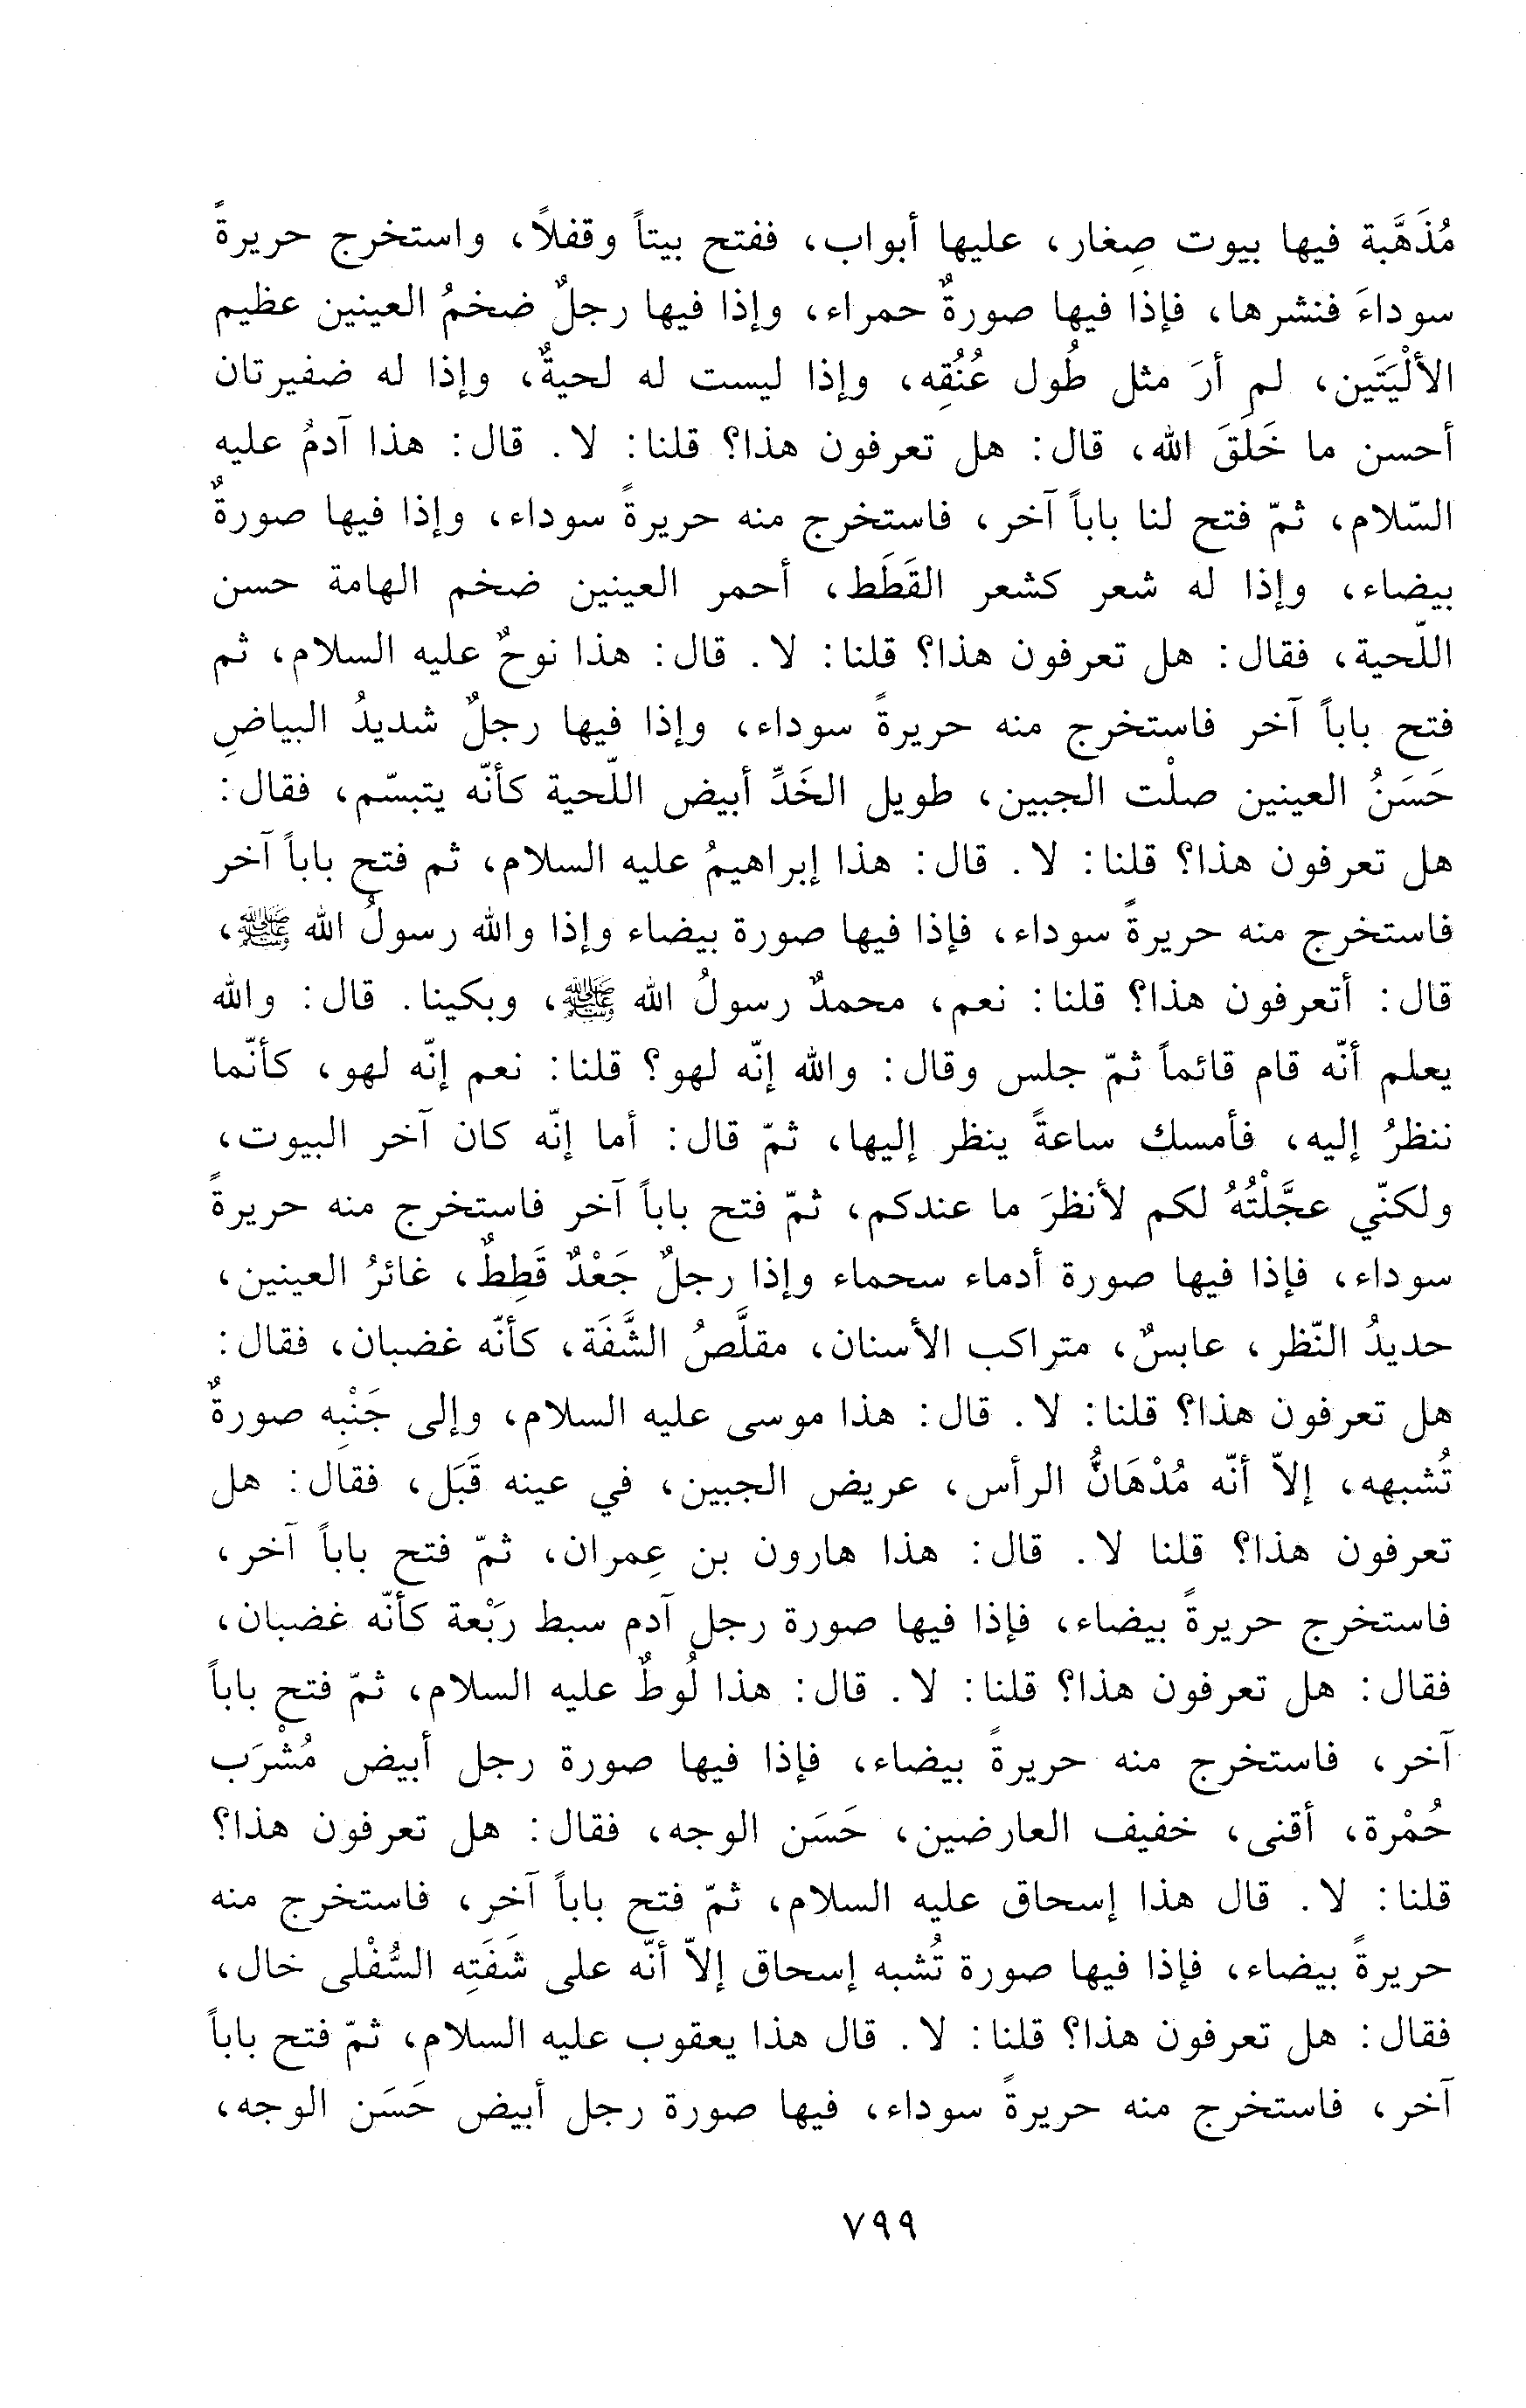 مُذَهَّبة فيها بيوت صِغار، عليها أبواب، ففتح بيتاً وقفلاً، واستخرج حريرةً
سوداءَ فنشرها، فإذا فيها صورةٌ حمراء، وإذا فيها رجلٌ ضخمُ العينين عظيم
الألْيَتَين، لم أرَ مثل طُول عُنُقِه، وإذا ليست له لحيةٌ، وإذا له ضفيرتان
أحسن ما خَلَقَ الله، قال: هل تعرفون هذا؟ قلنا: لا. قال: هذا آدمُ عليه
السّلام، ثمّ فتح لنا باباً آخر، فاستخرج منه حريرةً سوداء، وإذا فيها صورةٌ
بيضاء، وإذا له شعر كشعر القَطَط، أحمر العينين ضخم الهامة حسن
اللّحية، فقال: هل تعرفون هذا؟ قلنا: لا. قال: هذا نوحٌ عليه السلام، ثم
فتح باباً آخر فاستخرج منه حريرةً سوداء، وإذا فيها رجلٌ شديدُ البياضِ
حَسَنُ العينين صلْت الجبين، طويل الخَدِّ أبيض اللّحية كأنّه يتبسّم، فقال:
هل تعرفون هذا؟ قلنا: لا. قال: هذا إبراهيمُ عليه السلام، ثم فتح باباً آخر
فاستخرج منه حريرةً سوداء، فإذا فيها صورة بيضاء وإذا والله رسولُ الله ﷺ،
قال: أتعرفون هذا؟ قلنا: نعم، محمدٌ رسولُ الله ﷺ، وبكينا. قال: والله
يعلم أنّه قام قائماً ثمّ جلس وقال: والله إنّه لهو؟ قلنا: نعم إنّه لهو، كأنّما
ننظرُ إليه، فأمسك ساعةً ينظر إليها، ثمّ قال: أما إنّه كان آخر البيوت،
ولكنّي عجَّلْتُهُ لكم لأنظرَ ما عندكم، ثمّ فتح باباً آخر فاستخرج منه حريرةً
سوداء، فإذا فيها صورة أدماء سحماء وإذا رجلٌ جَعْدٌ قَطِطٌ، غائرُ العينين،
حديدُ النّظر، عابسٌ، متراكب الأسنان، مقلَّصُ الشَّفَة، كأنّه غضبان، فقال:
هل تعرفون هذا؟ قلنا: لا. قال: هذا موسى عليه السلام، وإلى جَنْبِه صورةٌ
تُشبهه، إلاّ أنّه مُدْهَانُّ الرأس، عريض الجبين، في عينه قَبَل، فقال: هل
تعرفون هذا؟ قلنا لا. قال: هذا هارون بن عِمران، ثمّ فتح باباً آخر،
فاستخرج حريرةً بيضاء، فإذا فيها صورة رجل آدم سبط رَبْعة كأنّه غضبان،
فقال: هل تعرفون هذا؟ قلنا: لا. قال: هذا لُوطٌ عليه السلام، ثمّ فتح باباً
آخر، فاستخرج منه حريرةً بيضاء، فإذا فيها صورة رجل أبيض مُشْرَب
حُمْرة، أقنى، خفيف العارضين، حَسَن الوجه، فقال: هل تعرفون هذا؟
قلنا: لا. قال هذا إسحاق عليه السلام، ثمّ فتح باباً آخر، فاستخرج منه
حريرةً بيضاء، فإذا فيها صورة تُشبه إسحاق إلاّ أنّه على شَفَتِه السُّفْلى خال،
فقال: هل تعرفون هذا؟ قلنا: لا. قال هذا يعقوب عليه السلام، ثمّ فتح باباً
آخر، فاستخرج منه حريرةً سوداء، فيها صورة رجل أبيض حَسَن الوجه،
٧٩٩